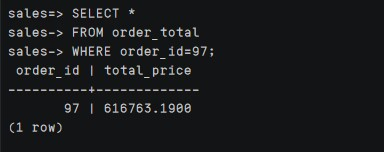 sales=> SELECT *
sales-> FROM order_total
sales-> WHERE order_id=97;
 order_id | total_price
----------+-------------
       97 | 616763.1900
(1 row)